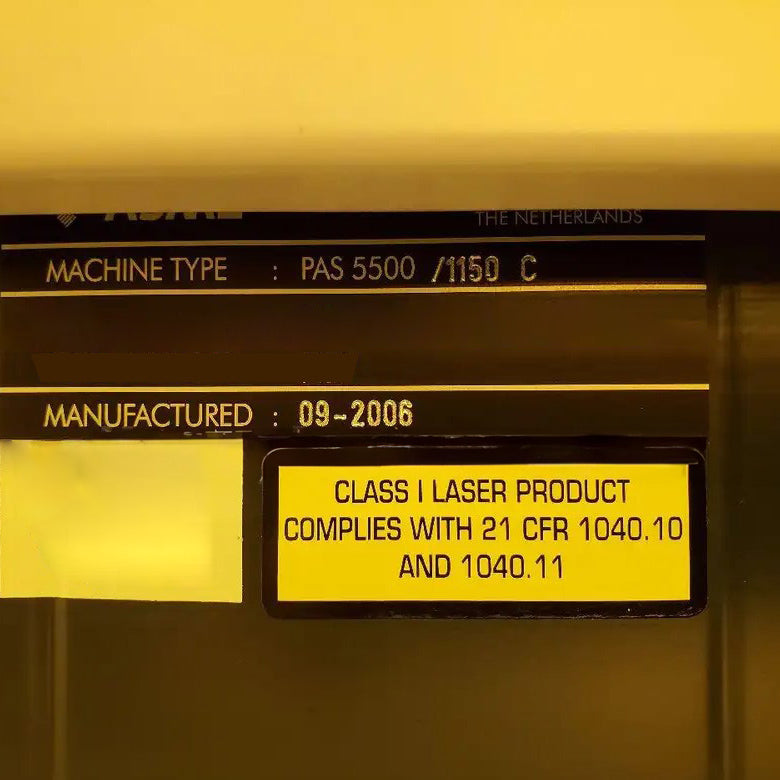 THE NETHERLANDS
MACHINE TYPE : PAS 5500 /1150 C
MANUFACTURED : 09-2006
CLASS I LASER PRODUCT
COMPLIES WITH 21 CFR 1040.10
AND 1040.11